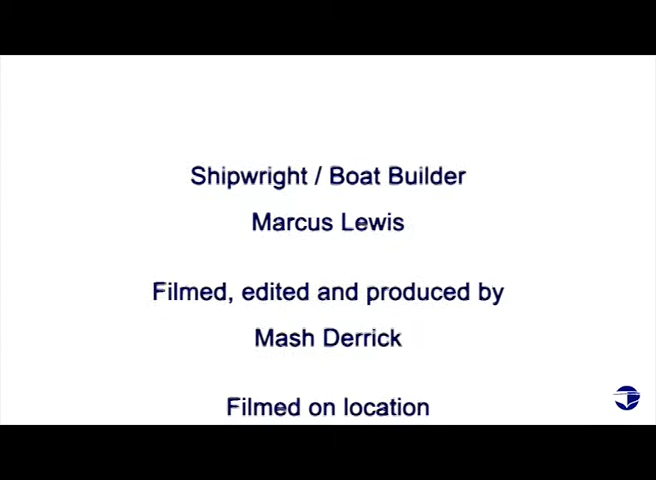 Shipwright / Boat Builder
Marcus Lewis
Filmed, edited and produced by
Mash Derrick
Filmed on location